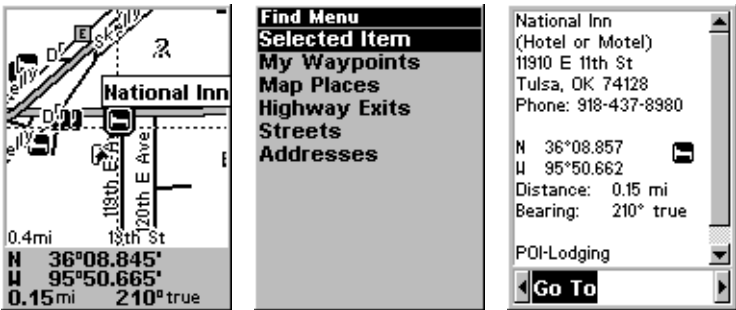 E
D
Skelly
National Inn
D
elly
119th E A
120th E Ave
E
0.4mi
13th St
N 36°08.845'
W 95°50.665'
0.15mi 210°true
Find Menu
Selected Item
My Waypoints
Map Places
Highway Exits
Streets
Addresses
National Inn
(Hotel or Motel)
11910 E 11th St
Tulsa, OK 74128
Phone: 918-437-8980
N 36°08.857
W 95°50.662
Distance: 0.15 mi
Bearing: 210° true
POI-Lodging
Go To